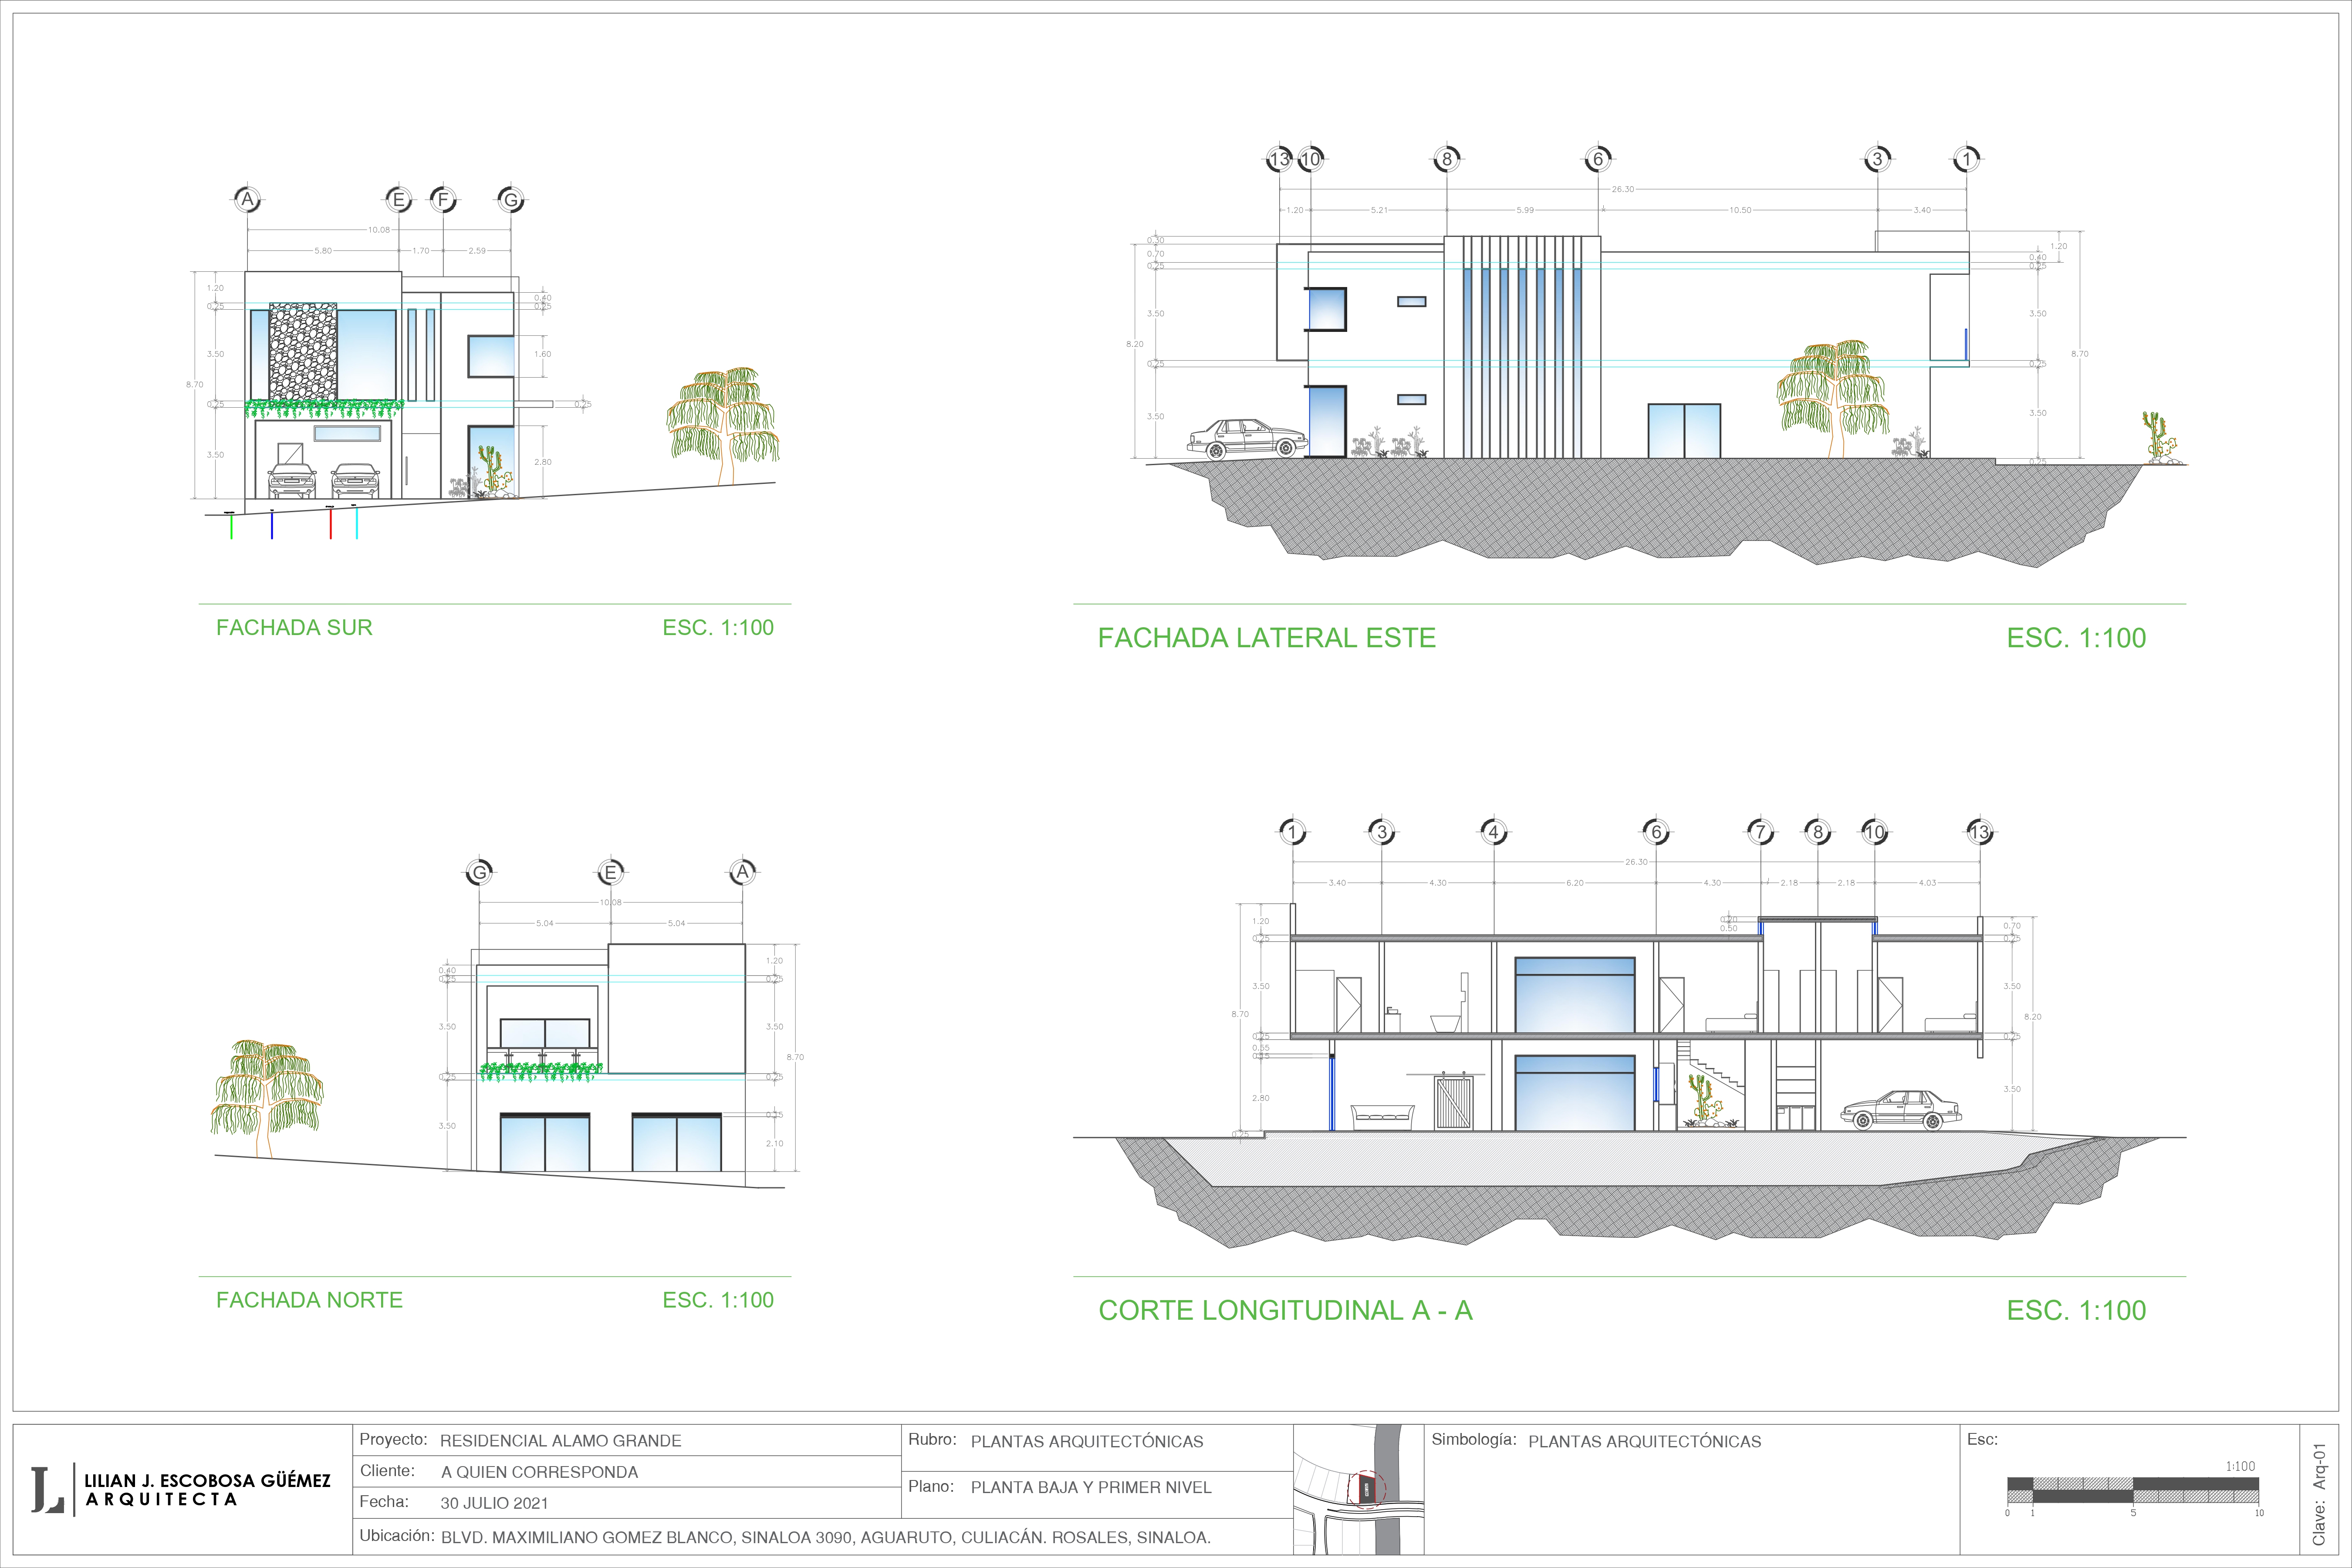 A E F G
10.08
5.80 1.70 2.59
1.20
0.25
3.50
8.70
0.25
3.50
0.40
0.25
1.60
0.25
2.80
FACHADA SUR ESC. 1:100
13 10 8 6 3 1
26.30
1.20 5.21 5.99 10.50 3.40
0.30
0.70
0.25
3.50
8.20
0.25
3.50
1.20
0.40
0.25
3.50
8.70
0.25
3.50
0.25
FACHADA LATERAL ESTE ESC. 1:100
G E A
10.08
5.04 5.04
0.40
0.25
3.50
0.25
3.50
1.20
0.25
3.50
8.70
0.25
0.35
2.10
FACHADA NORTE ESC. 1:100
1 3 4 6 7 8 10 13
26.30
3.40 4.30 6.20 4.30 2.18 2.18 4.03
1.20
0.25
3.50
8.70
0.25
0.55
0.15
2.80
0.25
0.20
0.50
0.70
0.25
3.50
8.20
0.25
3.50
CORTE LONGITUDINAL A - A ESC. 1:100
JL
LILIAN J. ESCOBOSA GÜÉMEZ
ARQUITECTA
Proyecto: RESIDENCIAL ALAMO GRANDE
Cliente: A QUIEN CORRESPONDA
Fecha: 30 JULIO 2021
Ubicación: BLVD. MAXIMILIANO GOMEZ BLANCO, SINALOA 3090, AGUARUTO, CULIACÁN. ROSALES, SINALOA.
Rubro: PLANTAS ARQUITECTÓNICAS
Plano: PLANTA BAJA Y PRIMER NIVEL
Simbología: PLANTAS ARQUITECTÓNICAS
Esc:
1:100
0 1 5 10
Clave: Arq-01